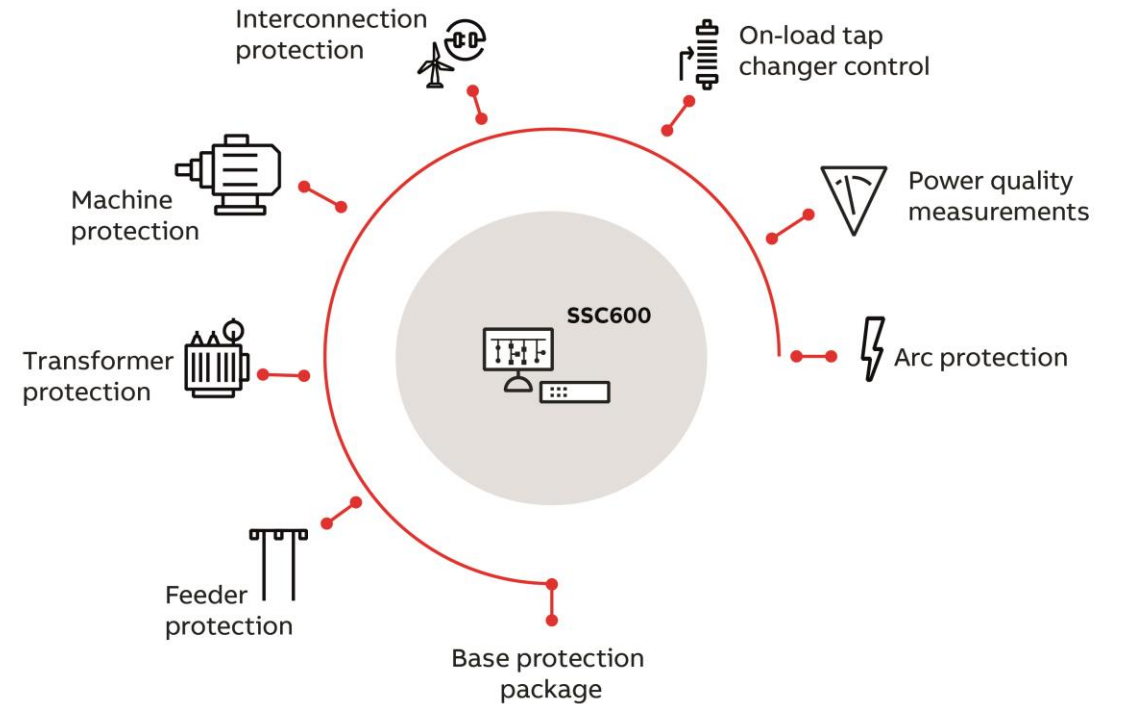 Interconnection
protection
On-load tap
changer control
Machine
protection
Power quality
measurements
SSC600
Transformer
protection
Arc protection
Feeder
protection
Base protection
package